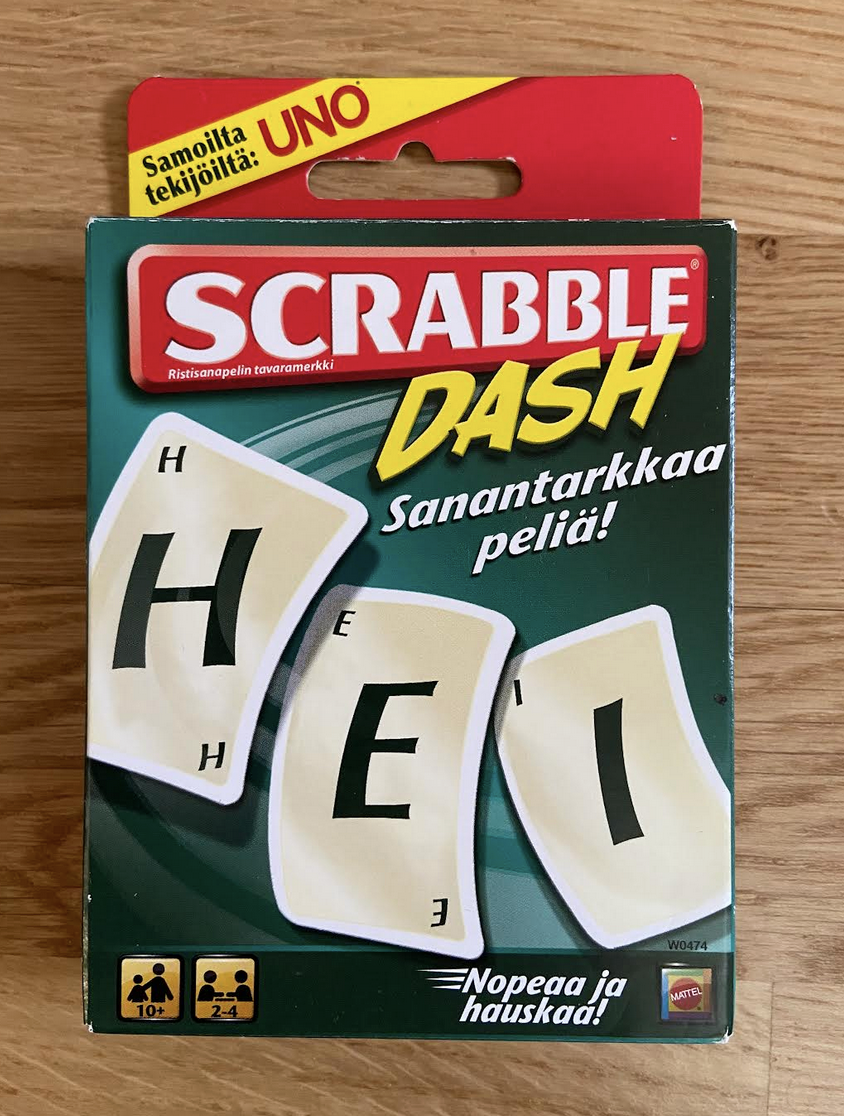 Samoilta
tekijöiltä:
UNO
SCRABBLE®
Ristisanapelin tavaramerkki
DASH
Sanantarkkaa
peliä!
H
H
H
E
E
E
I
I
W0474
10+
2-4
Nopeaa ja
hauskaa!
MATTEL